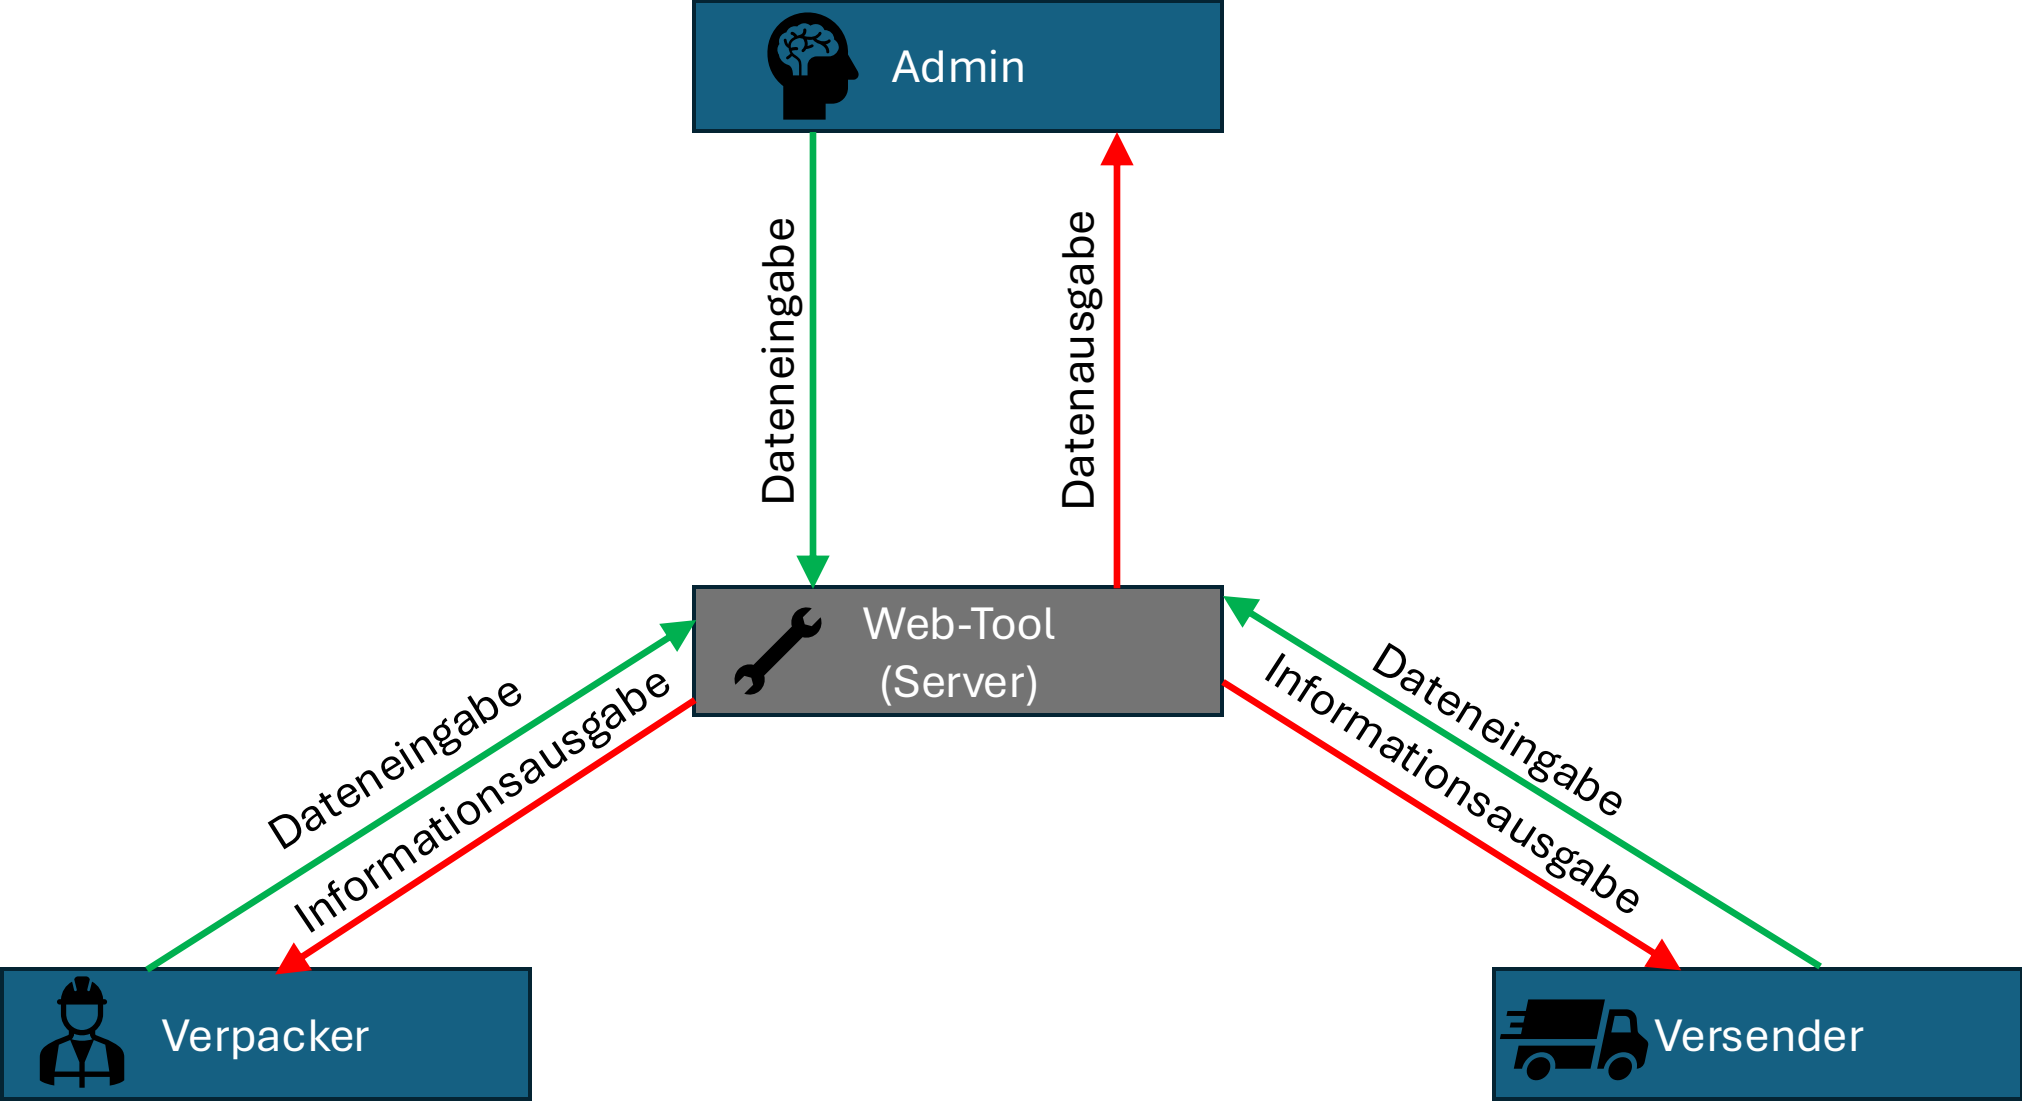 Admin
Dateneingabe
Datenausgabe
Web-Tool
(Server)
Dateneingabe
Informationsausgabe
Dateneingabe
Informationsausgabe
Verpacker
Versender